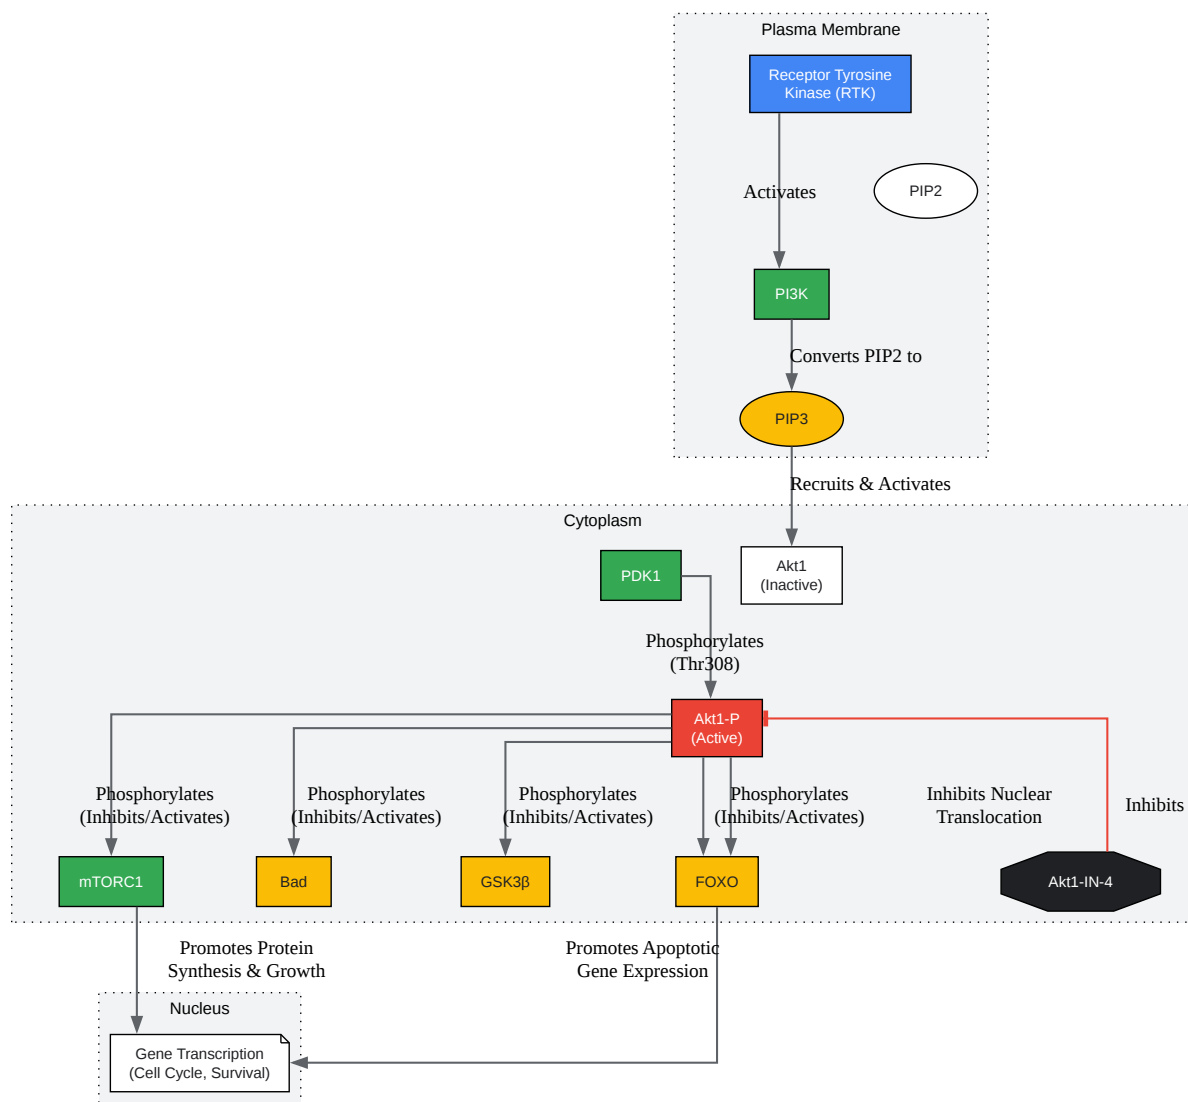 Plasma Membrane
Receptor Tyrosine
Kinase (RTK)
Activates
PIP2
PI3K
Converts PIP2 to
PIP3
Recruits & Activates
Cytoplasm
PDK1
Akt1
(Inactive)
Phosphorylates
(Thr308)
Akt1-P
(Active)
Phosphorylates
(Inhibits/Activates)
Phosphorylates
(Inhibits/Activates)
Phosphorylates
(Inhibits/Activates)
Phosphorylates
(Inhibits/Activates)
Inhibits Nuclear
Translocation
Inhibits
mTORC1
Bad
GSK3β
FOXO
Akt1-IN-4
Promotes Protein
Synthesis & Growth
Promotes Apoptotic
Gene Expression
Nucleus
Gene Transcription
(Cell Cycle, Survival)